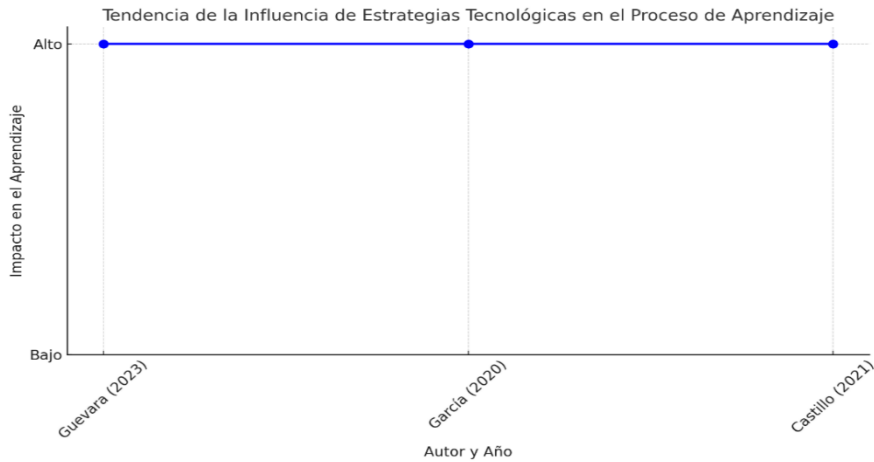 Tendencia de la Influencia de Estrategias Tecnológicas en el Proceso de Aprendizaje
Alto
Impacto en el Aprendizaje
Bajo
Guevara (2023)
García (2020)
Castillo (2021)
Autor y Año